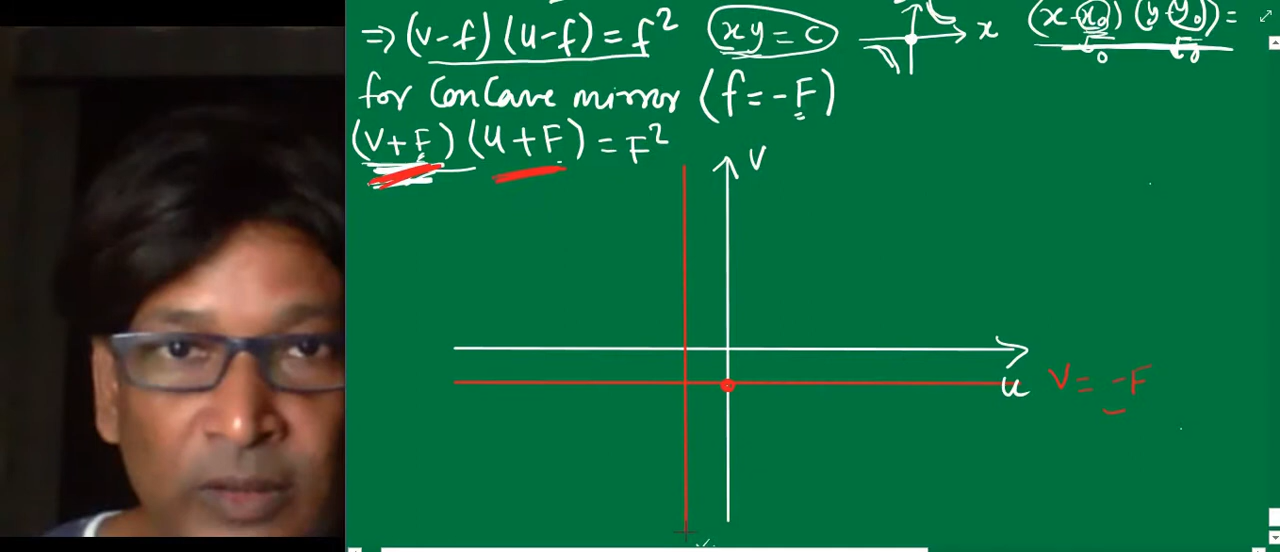 ⇒ (v-f) (u-f) = f² (xy = c) x (x-x₀) (y-y₀) =
for Concave mirror (f = -F)
(v+F) (u+F) = F²
v
u v = -F